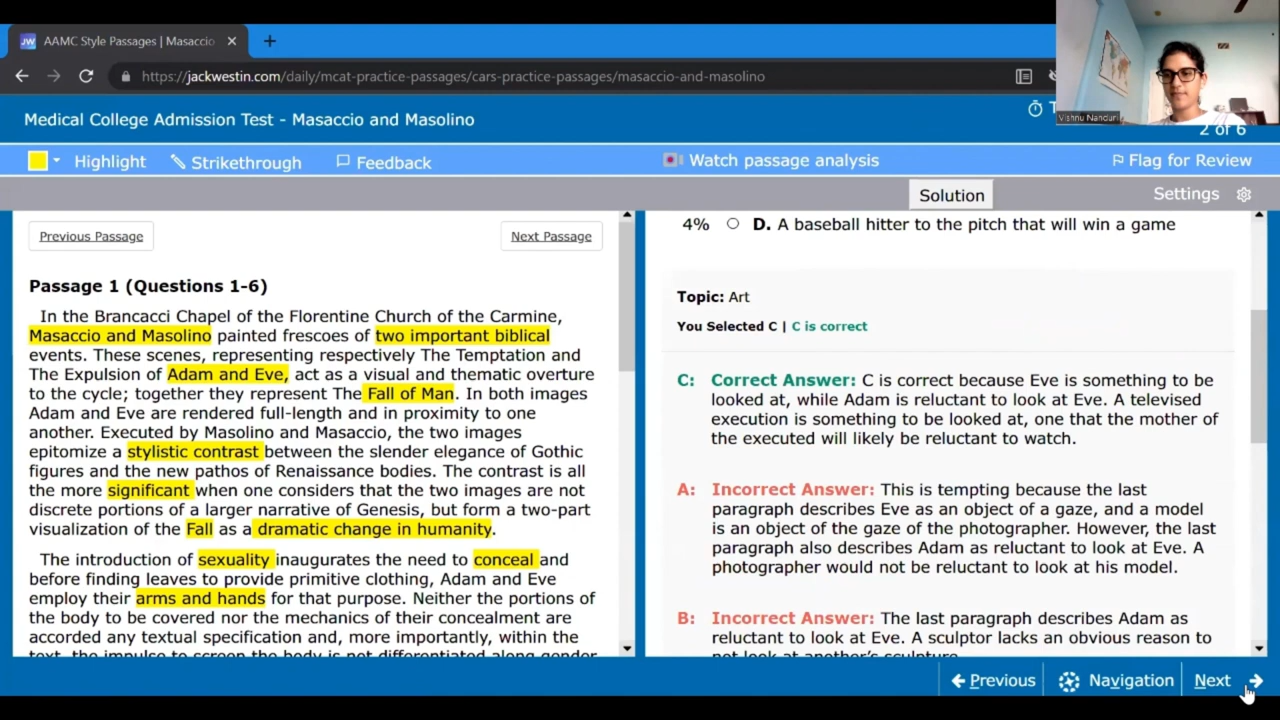 AAMC Style Passages | Masaccio
https://jackwestin.com/daily/mcat-practice-passages/cars-practice-passages/masaccio-and-masolino
Vishnu Nanduri
Medical College Admission Test - Masaccio and Masolino
2 of 6
Highlight Strikethrough Feedback Watch passage analysis Flag for Review
Solution Settings
Previous Passage Next Passage
Passage 1 (Questions 1-6)
In the Brancacci Chapel of the Florentine Church of the Carmine,
Masaccio and Masolino painted frescoes of two important biblical
events. These scenes, representing respectively The Temptation and
The Expulsion of Adam and Eve, act as a visual and thematic overture
to the cycle; together they represent The Fall of Man. In both images
Adam and Eve are rendered full-length and in proximity to one
another. Executed by Masolino and Masaccio, the two images
epitomize a stylistic contrast between the slender elegance of Gothic
figures and the new pathos of Renaissance bodies. The contrast is all
the more significant when one considers that the two images are not
discrete portions of a larger narrative of Genesis, but form a two-part
visualization of the Fall as a dramatic change in humanity.
The introduction of sexuality inaugurates the need to conceal and
before finding leaves to provide primitive clothing, Adam and Eve
employ their arms and hands for that purpose. Neither the portions of
the body to be covered nor the mechanics of their concealment are
accorded any textual specification and, more importantly, within the
text, the impulse to screen the body is not differentiated along gender
4% D. A baseball hitter to the pitch that will win a game
Topic: Art
You Selected C | C is correct
C: Correct Answer: C is correct because Eve is something to be
looked at, while Adam is reluctant to look at Eve. A televised
execution is something to be looked at, one that the mother of
the executed will likely be reluctant to watch.
A: Incorrect Answer: This is tempting because the last
paragraph describes Eve as an object of a gaze, and a model
is an object of the gaze of the photographer. However, the last
paragraph also describes Adam as reluctant to look at Eve. A
photographer would not be reluctant to look at his model.
B: Incorrect Answer: The last paragraph describes Adam as
reluctant to look at Eve. A sculptor lacks an obvious reason to
not look at another's sculpture.
Previous Navigation Next